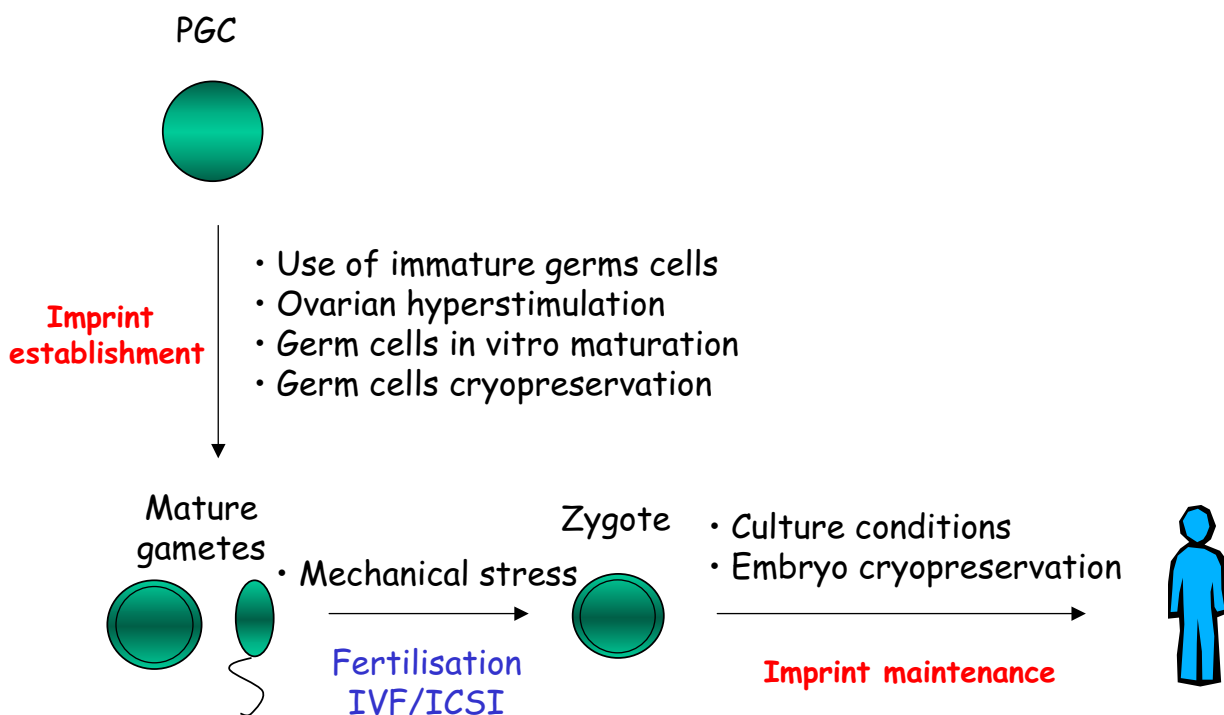 PGC
• Use of immature germs cells
• Ovarian hyperstimulation
• Germ cells in vitro maturation
• Germ cells cryopreservation
Imprint
establishment
Mature
gametes
• Mechanical stress
Fertilisation
IVF/ICSI
Zygote
• Culture conditions
• Embryo cryopreservation
Imprint maintenance